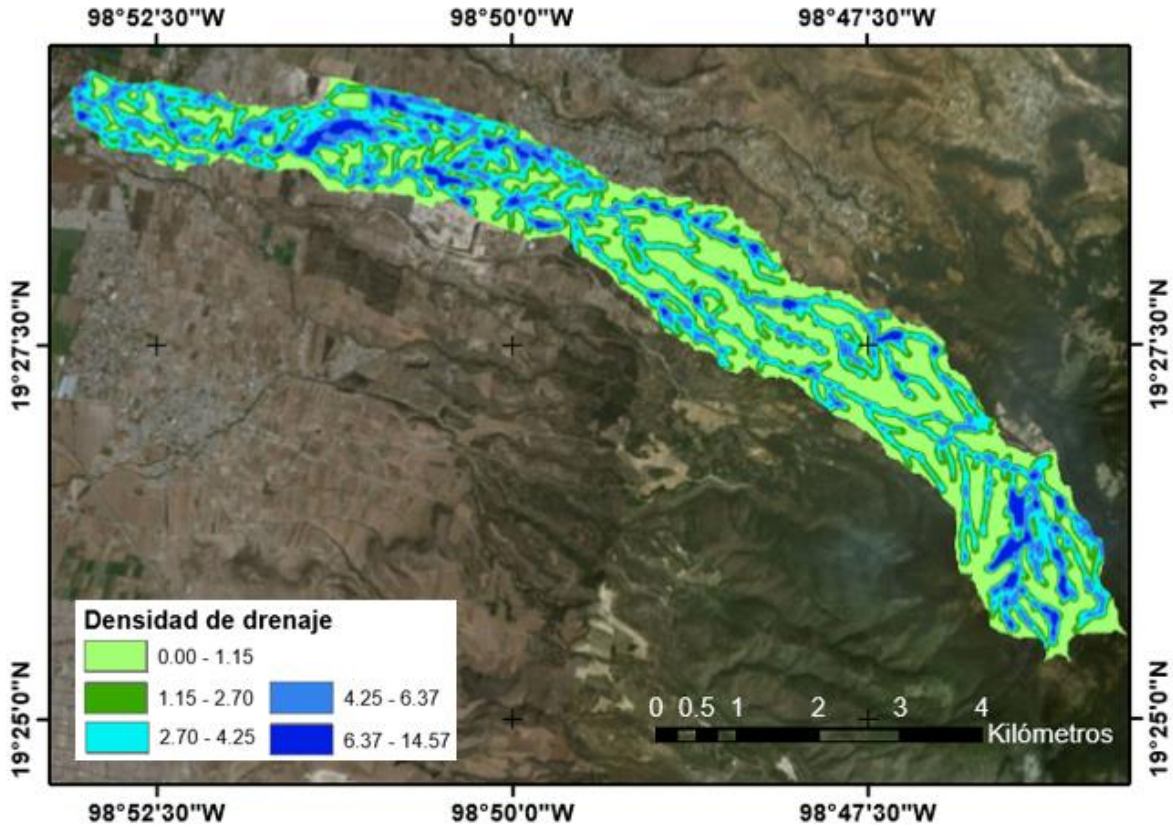 98°52'30"W 98°50'0"W 98°47'30"W
19°27'30"N 19°27'30"N
19°25'0"N 19°25'0"N
Densidad de drenaje
0.00 - 1.15
1.15 - 2.70 4.25 - 6.37
2.70 - 4.25 6.37 - 14.57
0 0.5 1 2 3 4
Kilómetros
98°52'30"W 98°50'0"W 98°47'30"W